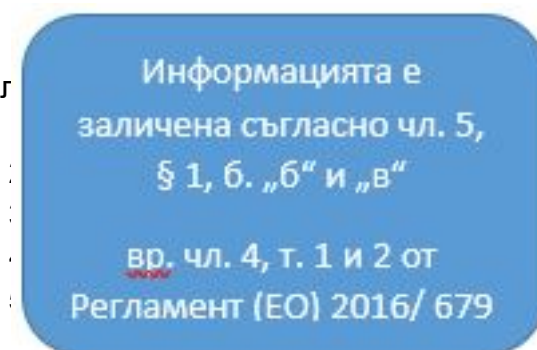 Информацията е
заличена съгласно чл. 5,
§ 1, б. „б“ и „в“
вр. чл. 4, т. 1 и 2 от
Регламент (ЕО) 2016/ 679